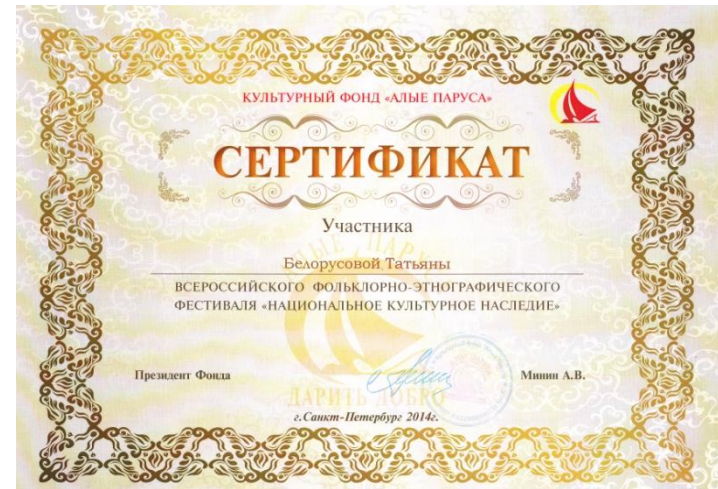 КУЛЬТУРНЫЙ ФОНД «АЛЫЕ ПАРУСА»
СЕРТИФИКАТ
Участника
Белорусовой Татьяны
ВСЕРОССИЙСКОГО ФОЛЬКЛОРНО-ЭТНОГРАФИЧЕСКОГО
ФЕСТИВАЛЯ «НАЦИОНАЛЬНОЕ КУЛЬТУРНОЕ НАСЛЕДИЕ»
Президент Фонда Минин А.В.
ДАРИТЬ ДОБРО
г.Санкт-Петербург 2014г.